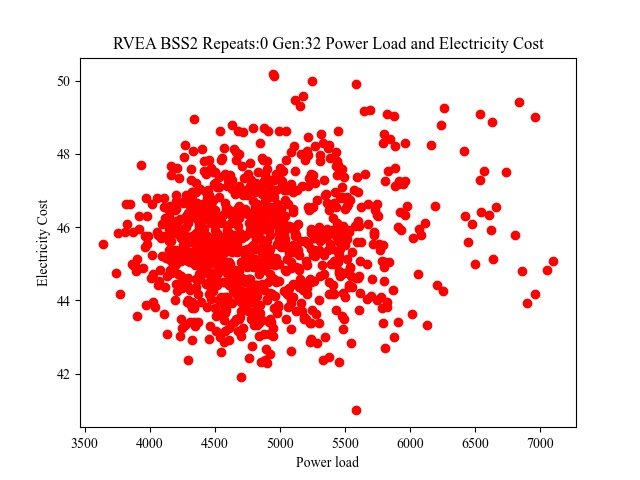 RVEA BSS2 Repeats:0 Gen:32 Power Load and Electricity Cost
50
48
46
44
42
Electricity Cost
3500 4000 4500 5000 5500 6000 6500 7000
Power load